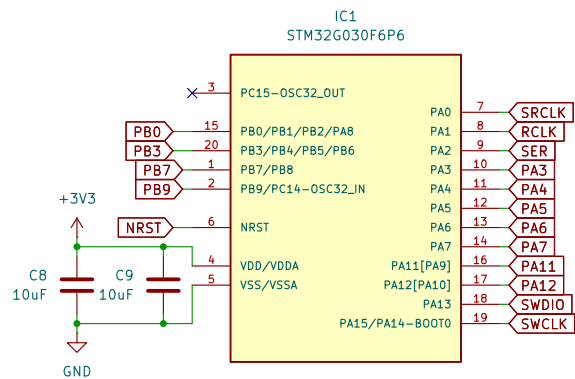 IC1
STM32G030F6P6
3 PC15-OSC32_OUT
PA0 7 SRCLK
PB0 15 PB0/PB1/PB2/PA8
PA1 8 RCLK
PB3 20 PB3/PB4/PB5/PB6
PA2 9 SER
PB7 1 PB7/PB8
PA3 10 PA3
PB9 2 PB9/PC14-OSC32_IN
PA4 11 PA4
PA5 12 PA5
NRST 6 NRST
PA6 13 PA6
PA7 14 PA7
+3V3
4 VDD/VDDA
PA11[PA9] 16 PA11
5 VSS/VSSA
PA12[PA10] 17 PA12
C8
10uF
C9
10uF
PA13 18 SWDIO
PA15/PA14-BOOT0 19 SWCLK
GND